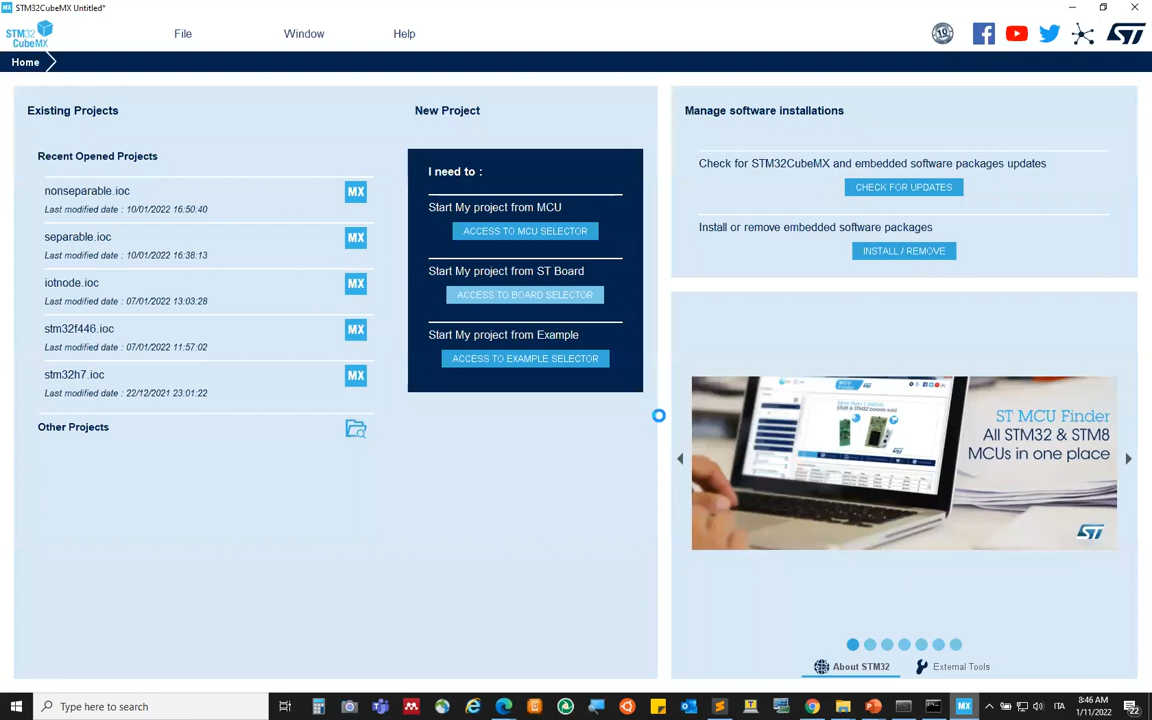 MX STM32CubeMX Untitled*
STM32
CubeMX
File
Window
Help
10
ST
Home
Existing Projects
Recent Opened Projects
nonseparable.ioc
Last modified date : 10/01/2022 16:50:40
MX
separable.ioc
Last modified date : 10/01/2022 16:38:13
MX
iotnode.ioc
Last modified date : 07/01/2022 13:03:28
MX
stm32f446.ioc
Last modified date : 07/01/2022 11:57:02
MX
stm32h7.ioc
Last modified date : 22/12/2021 23:01:22
MX
Other Projects
New Project
I need to :
Start My project from MCU
ACCESS TO MCU SELECTOR
Start My project from ST Board
ACCESS TO BOARD SELECTOR
Start My project from Example
ACCESS TO EXAMPLE SELECTOR
Manage software installations
Check for STM32CubeMX and embedded software packages updates
CHECK FOR UPDATES
Install or remove embedded software packages
INSTALL / REMOVE
ST MCU Finder
All STM32 & STM8
MCUs in one place
ST
About STM32
External Tools
Type here to search
MX
ITA
8:46 AM
1/11/2022
22